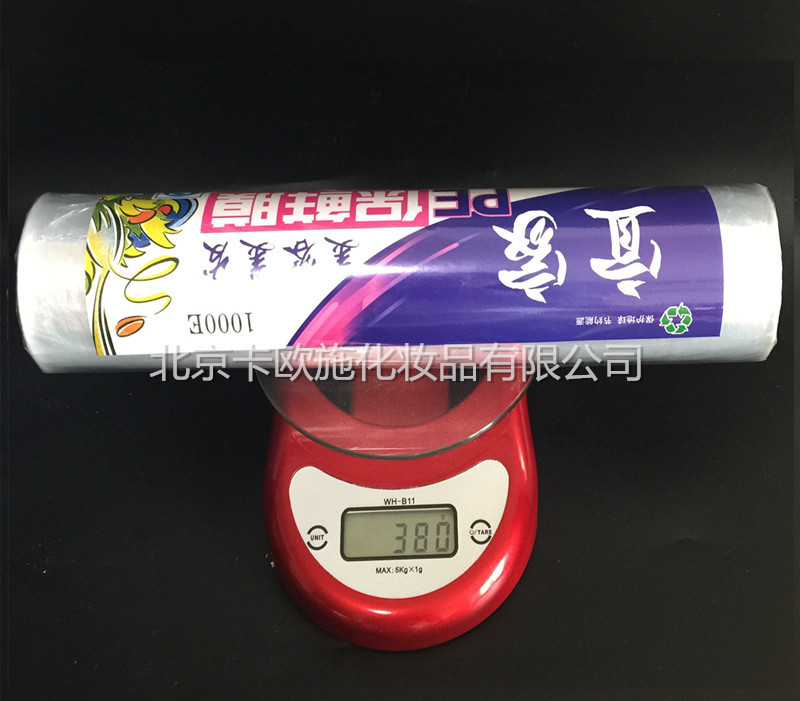 宜家
PE保鲜膜
美容美发
1000E
保护地球 节约能源
北京卡欧施化妆品有限公司
WH-B11
UNIT
380
O/TARE
MAX: 5Kg×1g